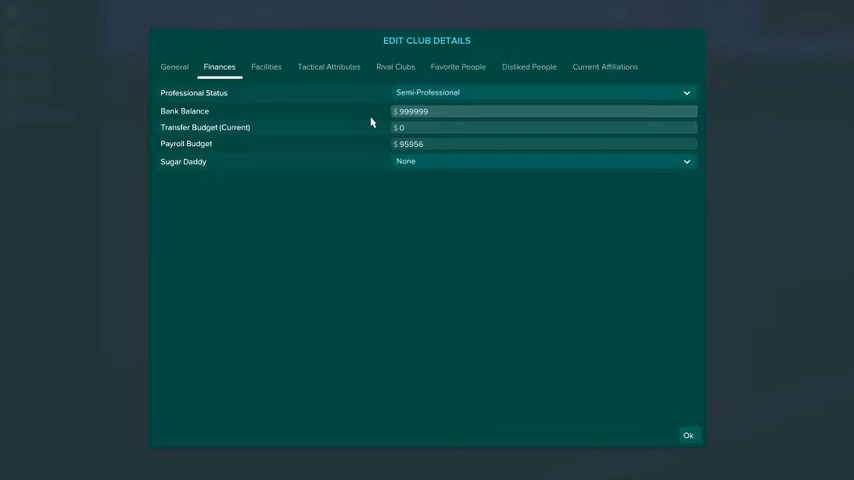 EDIT CLUB DETAILS
General Finances Facilities Tactical Attributes Rival Clubs Favorite People Disliked People Current Affiliations
Professional Status Semi-Professional
Bank Balance $ 999999
Transfer Budget (Current) $ 0
Payroll Budget $ 95956
Sugar Daddy None
Ok